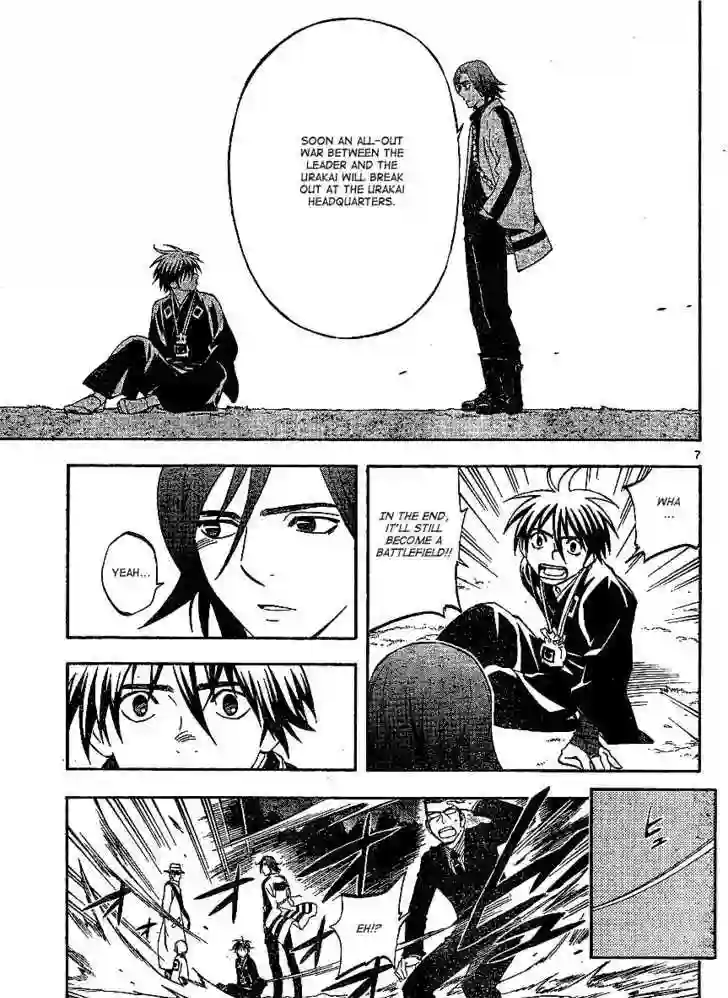 SOON AN ALL-OUT
WAR BETWEEN THE
LEADER AND THE
URAKAI WILL BREAK
OUT AT THE URAKAI
HEADQUARTERS.
7
WHA
...
IN THE END,
IT'LL STILL
BECOME A
BATTLEFIELD!!
YEAH...
ビ
EH!?